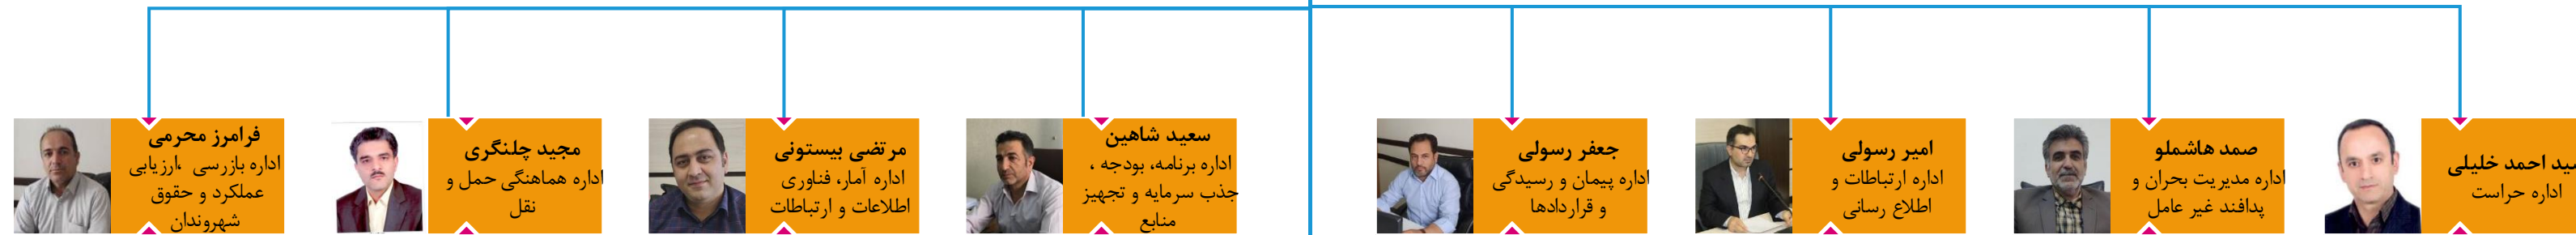 سید احمد خلیلی
اداره حراست
صمد هاشملو
اداره مدیریت بحران و
پدافند غیر عامل
امیر رسولی
اداره ارتباطات و
اطلاع رسانی
جعفر رسولی
اداره پیمان و رسیدگی
و قراردادها
سعید شاهین
اداره برنامه، بودجه ،
جذب سرمایه و تجهیز
منابع
مرتضی بیستونی
اداره آمار، فناوری
اطلاعات و ارتباطات
مجید چلنگری
اداره هماهنگی حمل و
نقل
فرامرز محرمی
اداره بازرسی ،ارزیابی
عملکرد و حقوق
شهروندان